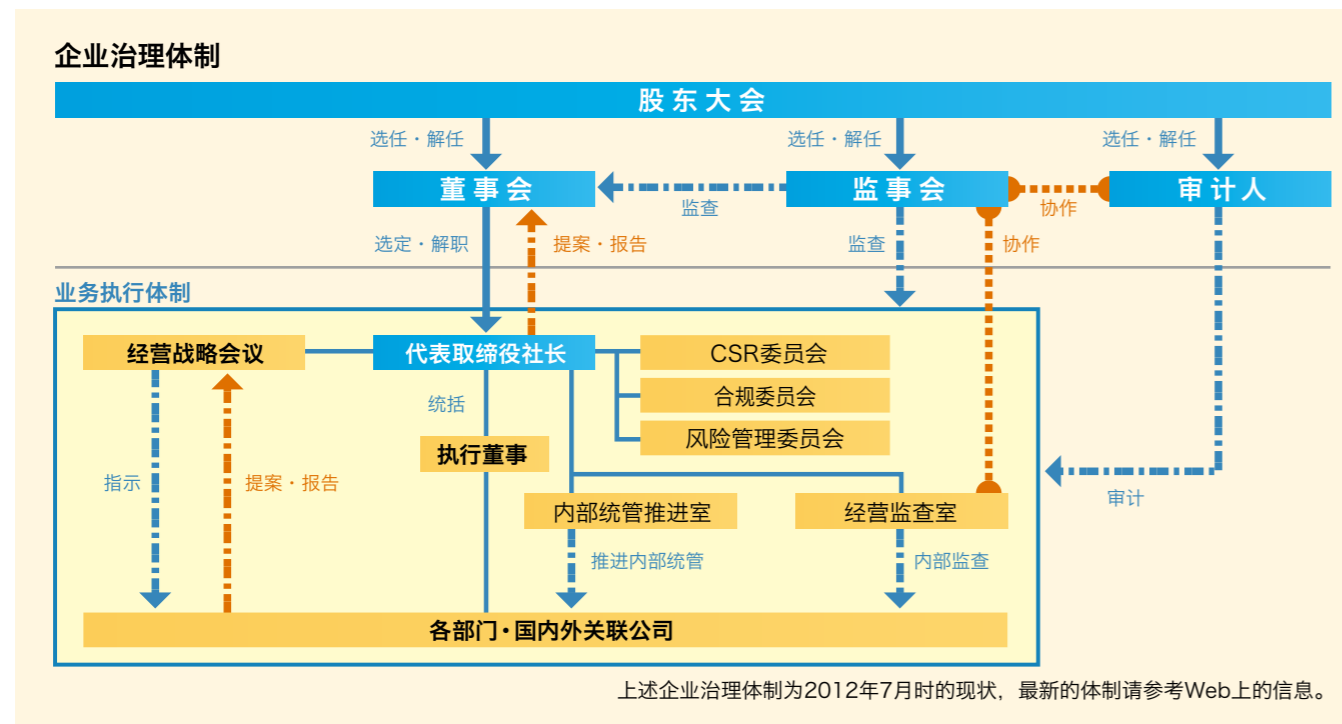 企业治理体制
股东大会
选任·解任
选任·解任
选任·解任
董事会
监事会
审计人
监查
协作
选定·解职
提案·报告
监查
协作
业务执行体制
经营战略会议
代表取缔役社长
CSR委员会
合规委员会
风险管理委员会
统括
执行董事
指示
提案·报告
审计
内部统管推进室
经营监查室
推进内部统管
内部监查
各部门·国内外关联公司
上述企业治理体制为2012年7月时的现状，最新的体制请参考Web上的信息。